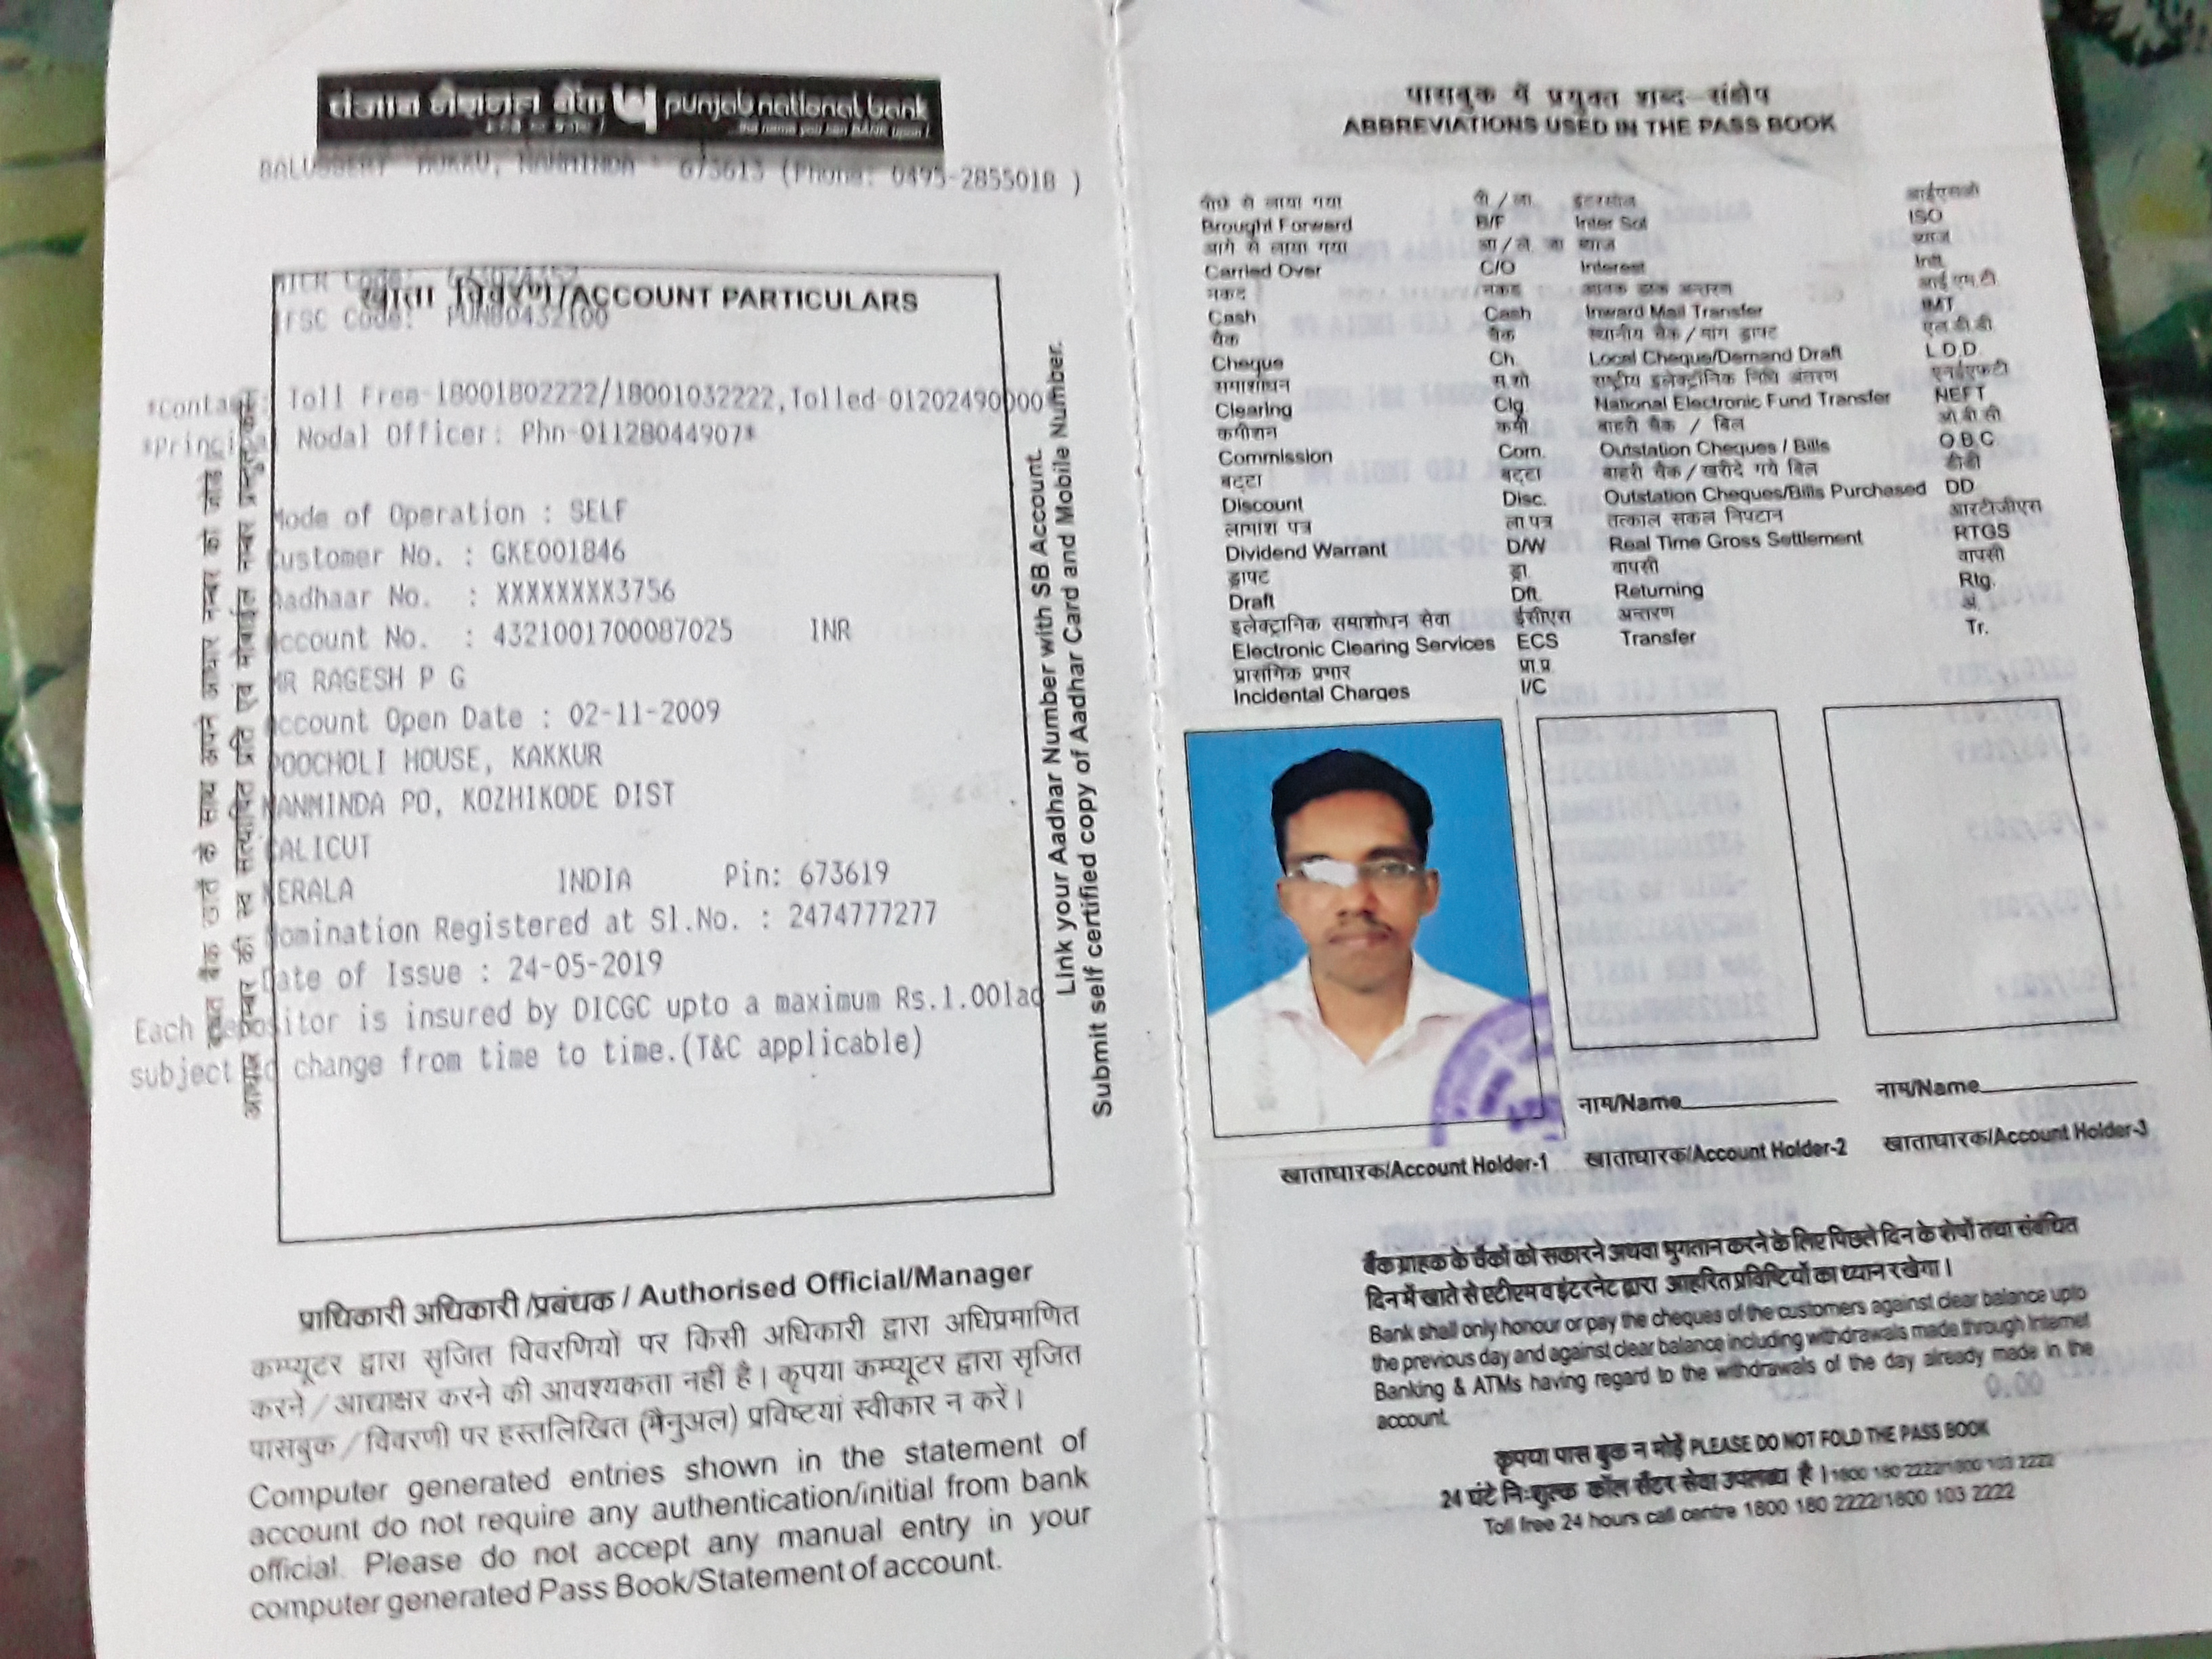 पंजाब नैशनल बैंक punjab national bank
...the name you can BANK upon!
NANMINDA - 673613 (Phone: 0495-2855018 )
MICR Code:
खाता विवरण/ACCOUNT PARTICULARS
IFSC Code: PUNB0432100
*Contact: Toll Free-18001802222/18001032222,Tolled-01202490000*
*Principal Nodal Officer: Phn-01128044907*
Mode of Operation : SELF
Customer No. : GKE001846
Aadhaar No. : XXXXXXXX3756
Account No. : 4321001700087025 INR
MR RAGESH P G
Account Open Date : 02-11-2009
POOCHOLI HOUSE, KAKKUR
NANMINDA PO, KOZHIKODE DIST
CALICUT
KERALA INDIA Pin: 673619
Nomination Registered at Sl.No. : 2474777277
Date of Issue : 24-05-2019
Each depositor is insured by DICGC upto a maximum Rs.1.00lac
subject to change from time to time.(T&C applicable)
बचत बैंक खातें के साथ अपने आधार नम्बर को जोड़े
आधार नम्बर की स्व सत्यापित प्रति एवं मोबाईल नम्बर प्रस्तुत करें
Link your Aadhar Number with SB Account.
Submit self certified copy of Aadhar Card and Mobile Number.
प्राधिकारी अधिकारी/प्रबंधक / Authorised Official/Manager
कम्प्यूटर द्वारा सृजित विवरणियों पर किसी अधिकारी द्वारा अधिप्रमाणित
करने / आद्याक्षर करने की आवश्यकता नहीं है। कृपया कम्प्यूटर द्वारा सृजित
पासबुक / विवरणी पर हस्तलिखित (मैनुअल) प्रविष्टियां स्वीकार न करें।
Computer generated entries shown in the statement of
account do not require any authentication/initial from bank
official. Please do not accept any manual entry in your
computer generated Pass Book/Statement of account.
पासबुक में प्रयुक्त शब्द-संक्षेप
ABBREVIATIONS USED IN THE PASS BOOK
पीछे से लाया गया पी / ला. इंटरसोल आईएसओ
Brought Forward B/F Inter Sol ISO
आगे से लाया गया आ / ले. जा ब्याज ब्याज
Carried Over C/O Interest Intt.
नकद नकद आवक डाक अन्तरण आई.एम.टी
Cash Cash Inward Mail Transfer IMT
चैक चैक स्थानीय चैक / मांग ड्राफ्ट एल.डी.डी
Cheque Ch. Local Cheque/Demand Draft L.D.D.
समाशोधन स.शो राष्ट्रीय इलेक्ट्रॉनिक निधि अंतरण एनईएफटी
Clearing Clg. National Electronic Fund Transfer NEFT
कमीशन कमी बाहरी चैक / बिल ओ.बी.सी
Commission Com. Outstation Cheques / Bills O.B.C
बट्टा बट्टा बाहरी चैक / खरीदे गये बिल डीडी
Discount Disc. Outstation Cheques/Bills Purchased DD
लाभांश पत्र ला.पत्र तत्काल सकल निपटान आरटीजीएस
Dividend Warrant D/W Real Time Gross Settlement RTGS
ड्राफ्ट ड्रा. वापसी वापसी
Draft Dft. Returning Rtg.
इलेक्ट्रानिक समाशोधन सेवा ईसीएस अन्तरण अं.
Electronic Clearing Services ECS Transfer Tr.
प्रासंगिक प्रभार प्रा.प्र.
Incidental Charges I/C
नाम/Name नाम/Name
खाताधारक/Account Holder-1 खाताधारक/Account Holder-2 खाताधारक/Account Holder-3
बैंक ग्राहक के चैकों को सकारने अथवा भुगतान करने के लिए पिछले दिन के शेषों तथा संबंधित
दिन में खाते से एटीएम व इंटरनेट द्वारा आहरित प्रविष्टियों का ध्यान रखेगा।
Bank shall only honour or pay the cheques of the customers against clear balance upto
the previous day and against clear balance including withdrawals made through Internet
Banking & ATMs having regard to the withdrawals of the day already made in the
account.
कृपया पास बुक न मोड़ें PLEASE DO NOT FOLD THE PASS BOOK
24 घंटे निःशुल्क कॉल सैंटर सेवा उपलब्ध है।1800 180 2222/1800 103 2222
Toll free 24 hours call centre 1800 180 2222/1800 103 2222